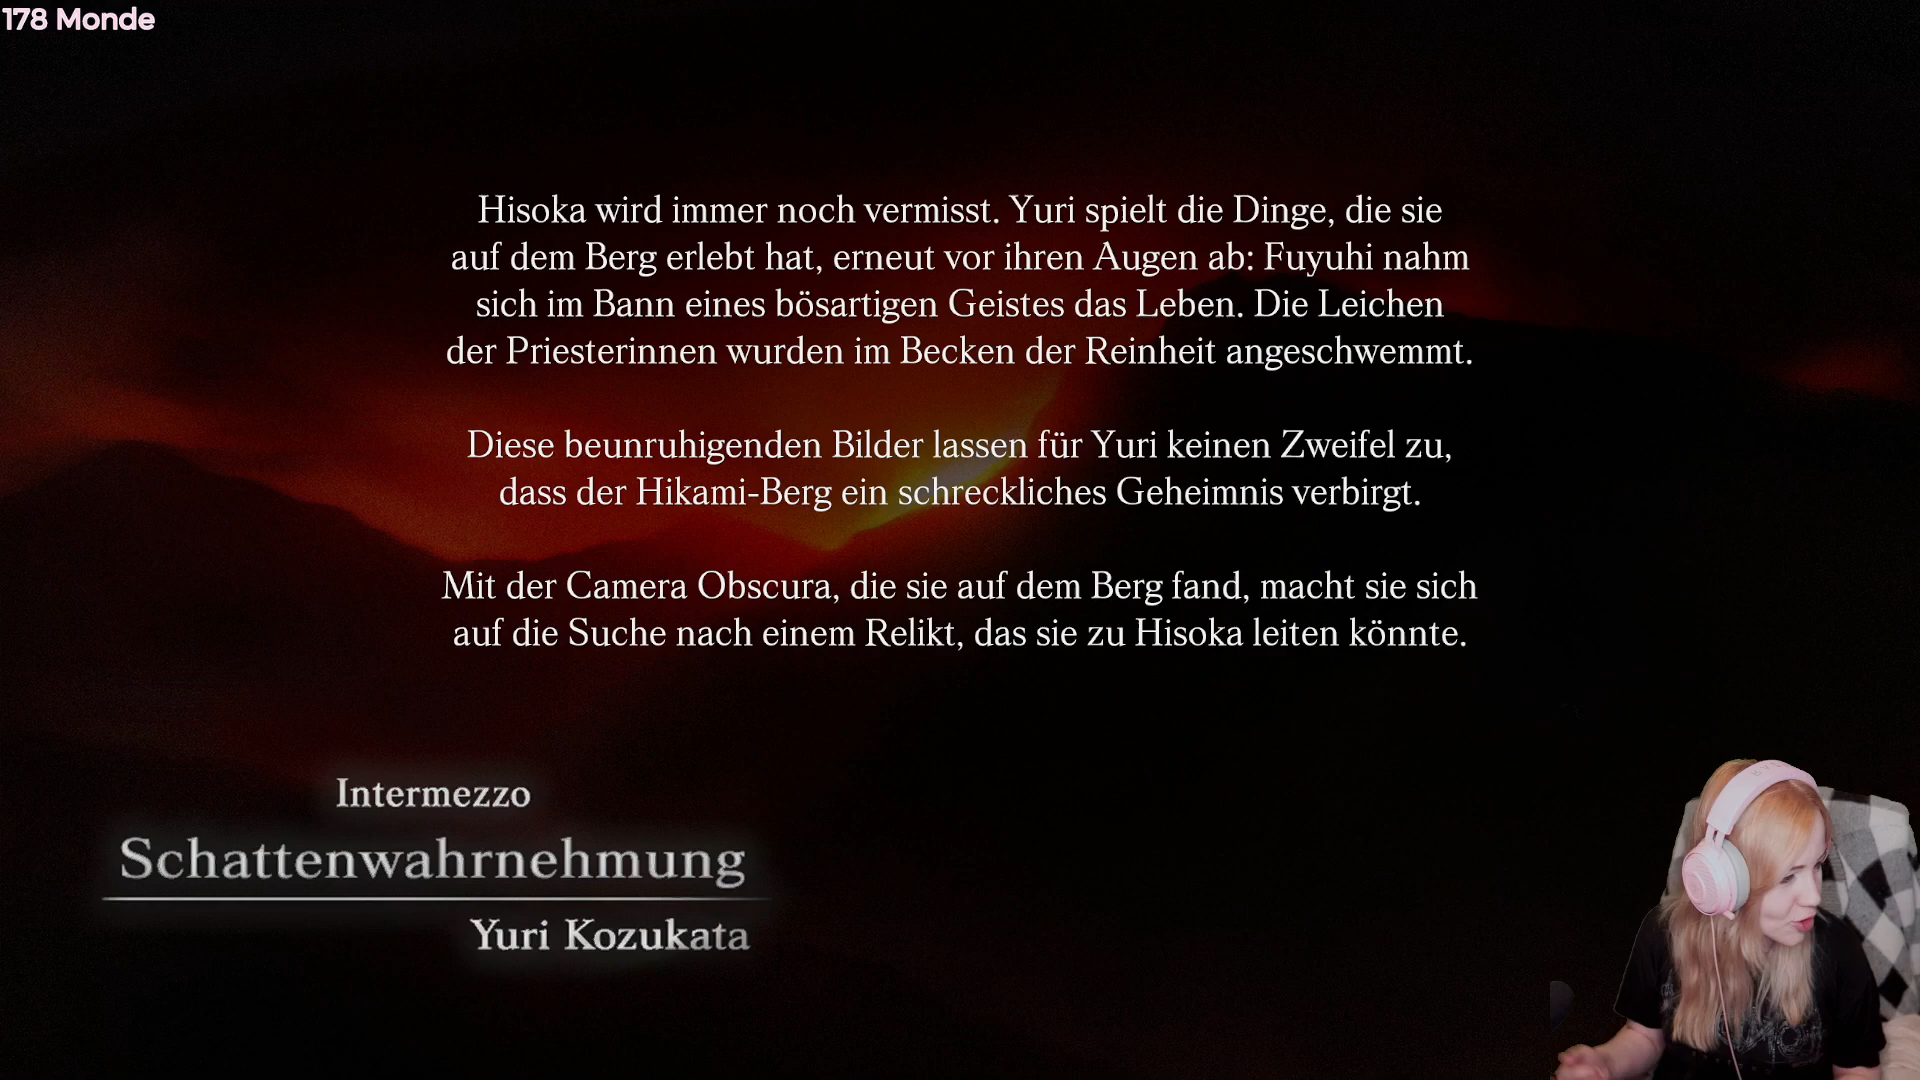 178 Monde
Hisoka wird immer noch vermisst. Yuri spielt die Dinge, die sie
auf dem Berg erlebt hat, erneut vor ihren Augen ab: Fuyuhi nahm
sich im Bann eines bösartigen Geistes das Leben. Die Leichen
der Priesterinnen wurden im Becken der Reinheit angeschwemmt.
Diese beunruhigenden Bilder lassen für Yuri keinen Zweifel zu,
dass der Hikami-Berg ein schreckliches Geheimnis verbirgt.
Mit der Camera Obscura, die sie auf dem Berg fand, macht sie sich
auf die Suche nach einem Relikt, das sie zu Hisoka leiten könnte.
Intermezzo
Schattenwahrnehmung
Yuri Kozukata